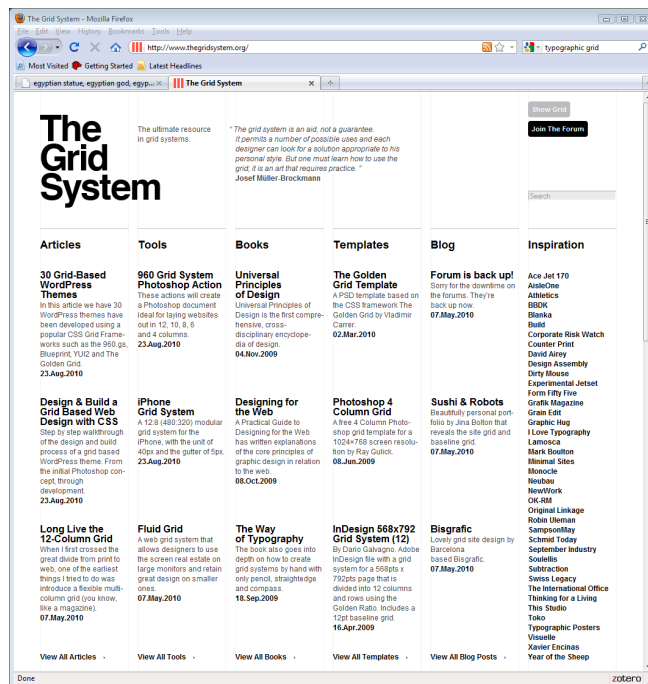 The Grid System - Mozilla Firefox
File Edit View History Bookmarks Tools Help
http://www.thegridsystem.org/
typographic grid
Most Visited Getting Started Latest Headlines
egyptian statue, egyptian god, egyp...
The Grid System
The
Grid
System
The ultimate resource
in grid systems.
" The grid system is an aid, not a guarantee.
It permits a number of possible uses and each
designer can look for a solution appropriate to his
personal style. But one must learn how to use the
grid; it is an art that requires practice. "
Josef Müller-Brockmann
Show Grid
Join The Forum
Search
Articles
30 Grid-Based
WordPress
Themes
In this article we have 30
WordPress themes have
been developed using a
popular CSS Grid Frame-
works such as the 960.gs,
Blueprint, YUI2 and The
Golden Grid.
23.Aug.2010
Design & Build a
Grid Based Web
Design with CSS
Step by step walkthrough
of the design and build
process of a grid based
WordPress theme. From
the initial Photoshop con-
cept, through
development.
23.Aug.2010
Long Live the
12-Column Grid
When I first crossed the
great divide from print to
web, one of the earliest
things I tried to do was
introduce a flexible multi-
column grid (you know,
like a magazine).
07.May.2010
View All Articles ›
Tools
960 Grid System
Photoshop Action
These actions will create
a Photoshop document
ideal for laying websites
out in 12, 10, 8, 6
and 4 columns.
23.Aug.2010
iPhone
Grid System
A 12:8 (480:320) modular
grid system for the
iPhone, with the unit of
40px and the gutter of 5px.
23.Aug.2010
Fluid Grid
A web grid system that
allows designers to use
the screen real estate on
large monitors and retain
great design on smaller
ones.
07.May.2010
View All Tools ›
Books
Universal
Principles
of Design
Universal Principles of
Design is the first compre-
hensive, cross-
disciplinary encyclope-
dia of design.
04.Nov.2009
Designing for
the Web
A Practical Guide to
Designing for the Web
has written explanations
of the core principles of
graphic design in relation
to the web.
08.Oct.2009
The Way
of Typography
The book also goes into
depth on how to create
grid systems by hand with
only pencil, straightedge
and compass.
18.Sep.2009
View All Books ›
Templates
The Golden
Grid Template
A PSD template based on
the CSS framework The
Golden Grid by Vladimir
Carrer.
02.Mar.2010
Photoshop 4
Column Grid
A free 4 Column Photo-
shop grid template for a
1024×768 screen resolu-
tion by Ray Gulick.
08.Jun.2009
InDesign 568x792
Grid System (12)
By Dario Galvagno. Adobe
InDesign file with a grid
system for a 568pts x
792pts page that is
divided into 12 columns
and rows using the
Golden Ratio. Includes a
12pt baseline grid.
16.Apr.2009
View All Templates ›
Blog
Forum is back up!
Sorry for the downtime on
the forums. They're
back up now.
07.May.2010
Sushi & Robots
Beautifully personal port-
folio by Jina Bolton that
reveals the site grid and
baseline grid.
07.May.2010
Bisgrafic
Lovely grid site design by
Barcelona
based Bisgrafic.
07.May.2010
View All Blog Posts ›
Inspiration
Ace Jet 170
AisleOne
Athletics
BBDK
Blanka
Build
Corporate Risk Watch
Counter Print
David Airey
Design Assembly
Dirty Mouse
Experimental Jetset
Form Fifty Five
Grafik Magazine
Grain Edit
Graphic Hug
I Love Typography
Lamosca
Mark Boulton
Minimal Sites
Monocle
Neubau
NewWork
OK-RM
Original Linkage
Robin Uleman
SampsonMay
Schmid Today
September Industry
Soulellis
Subtraction
Swiss Legacy
The International Office
Thinking for a Living
This Studio
Toko
Typographic Posters
Visuelle
Xavier Encinas
Year of the Sheep
Done
zotero